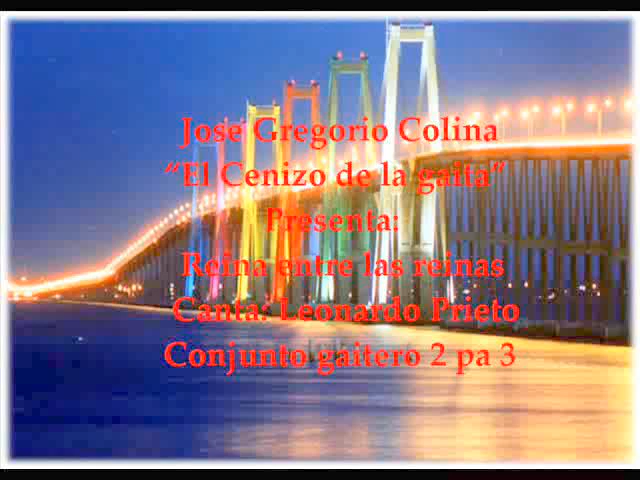 Jose Gregorio Colina
"El Cenizo de la gaita"
Presenta:
Reina entre las reinas
Canta: Leonardo Prieto
Conjunto gaitero 2 pa 3